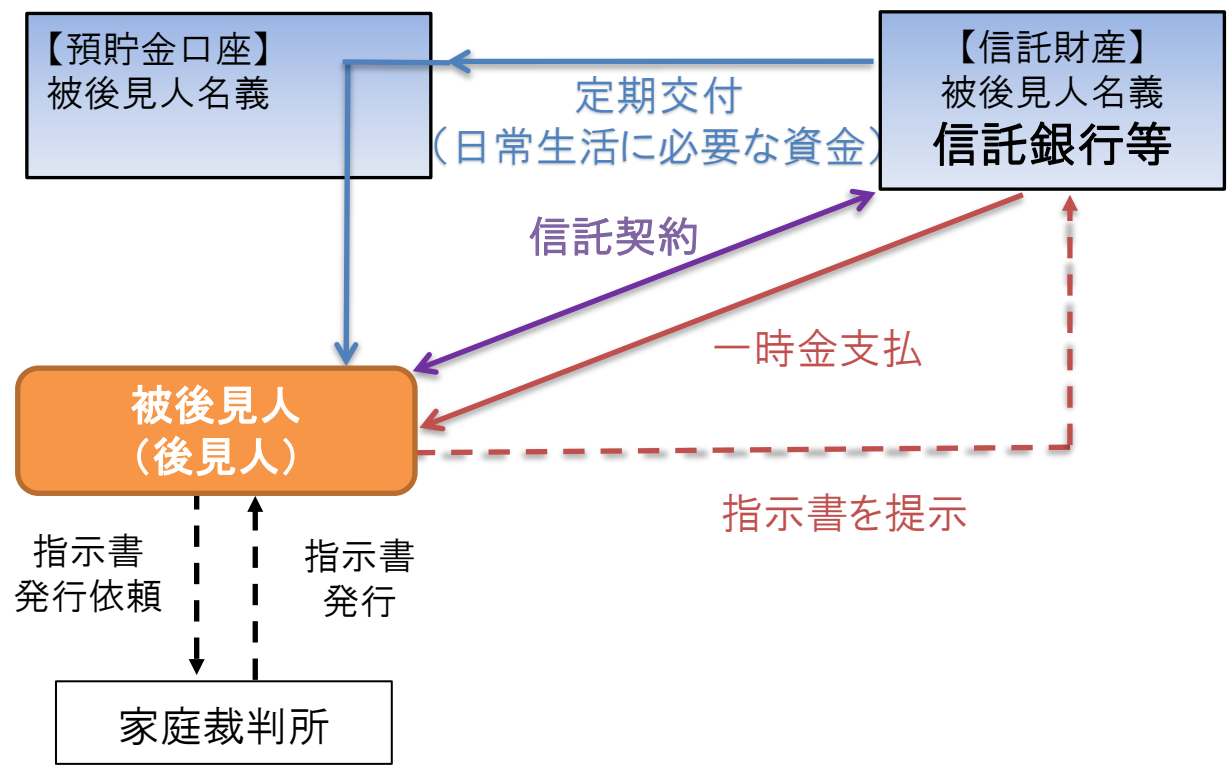 【預貯金口座】
被後見人名義
【信託財産】
被後見人名義
信託銀行等
定期交付
（日常生活に必要な資金）
信託契約
一時金支払
被後見人
（後見人）
指示書を提示
指示書
発行依頼
指示書
発行
家庭裁判所